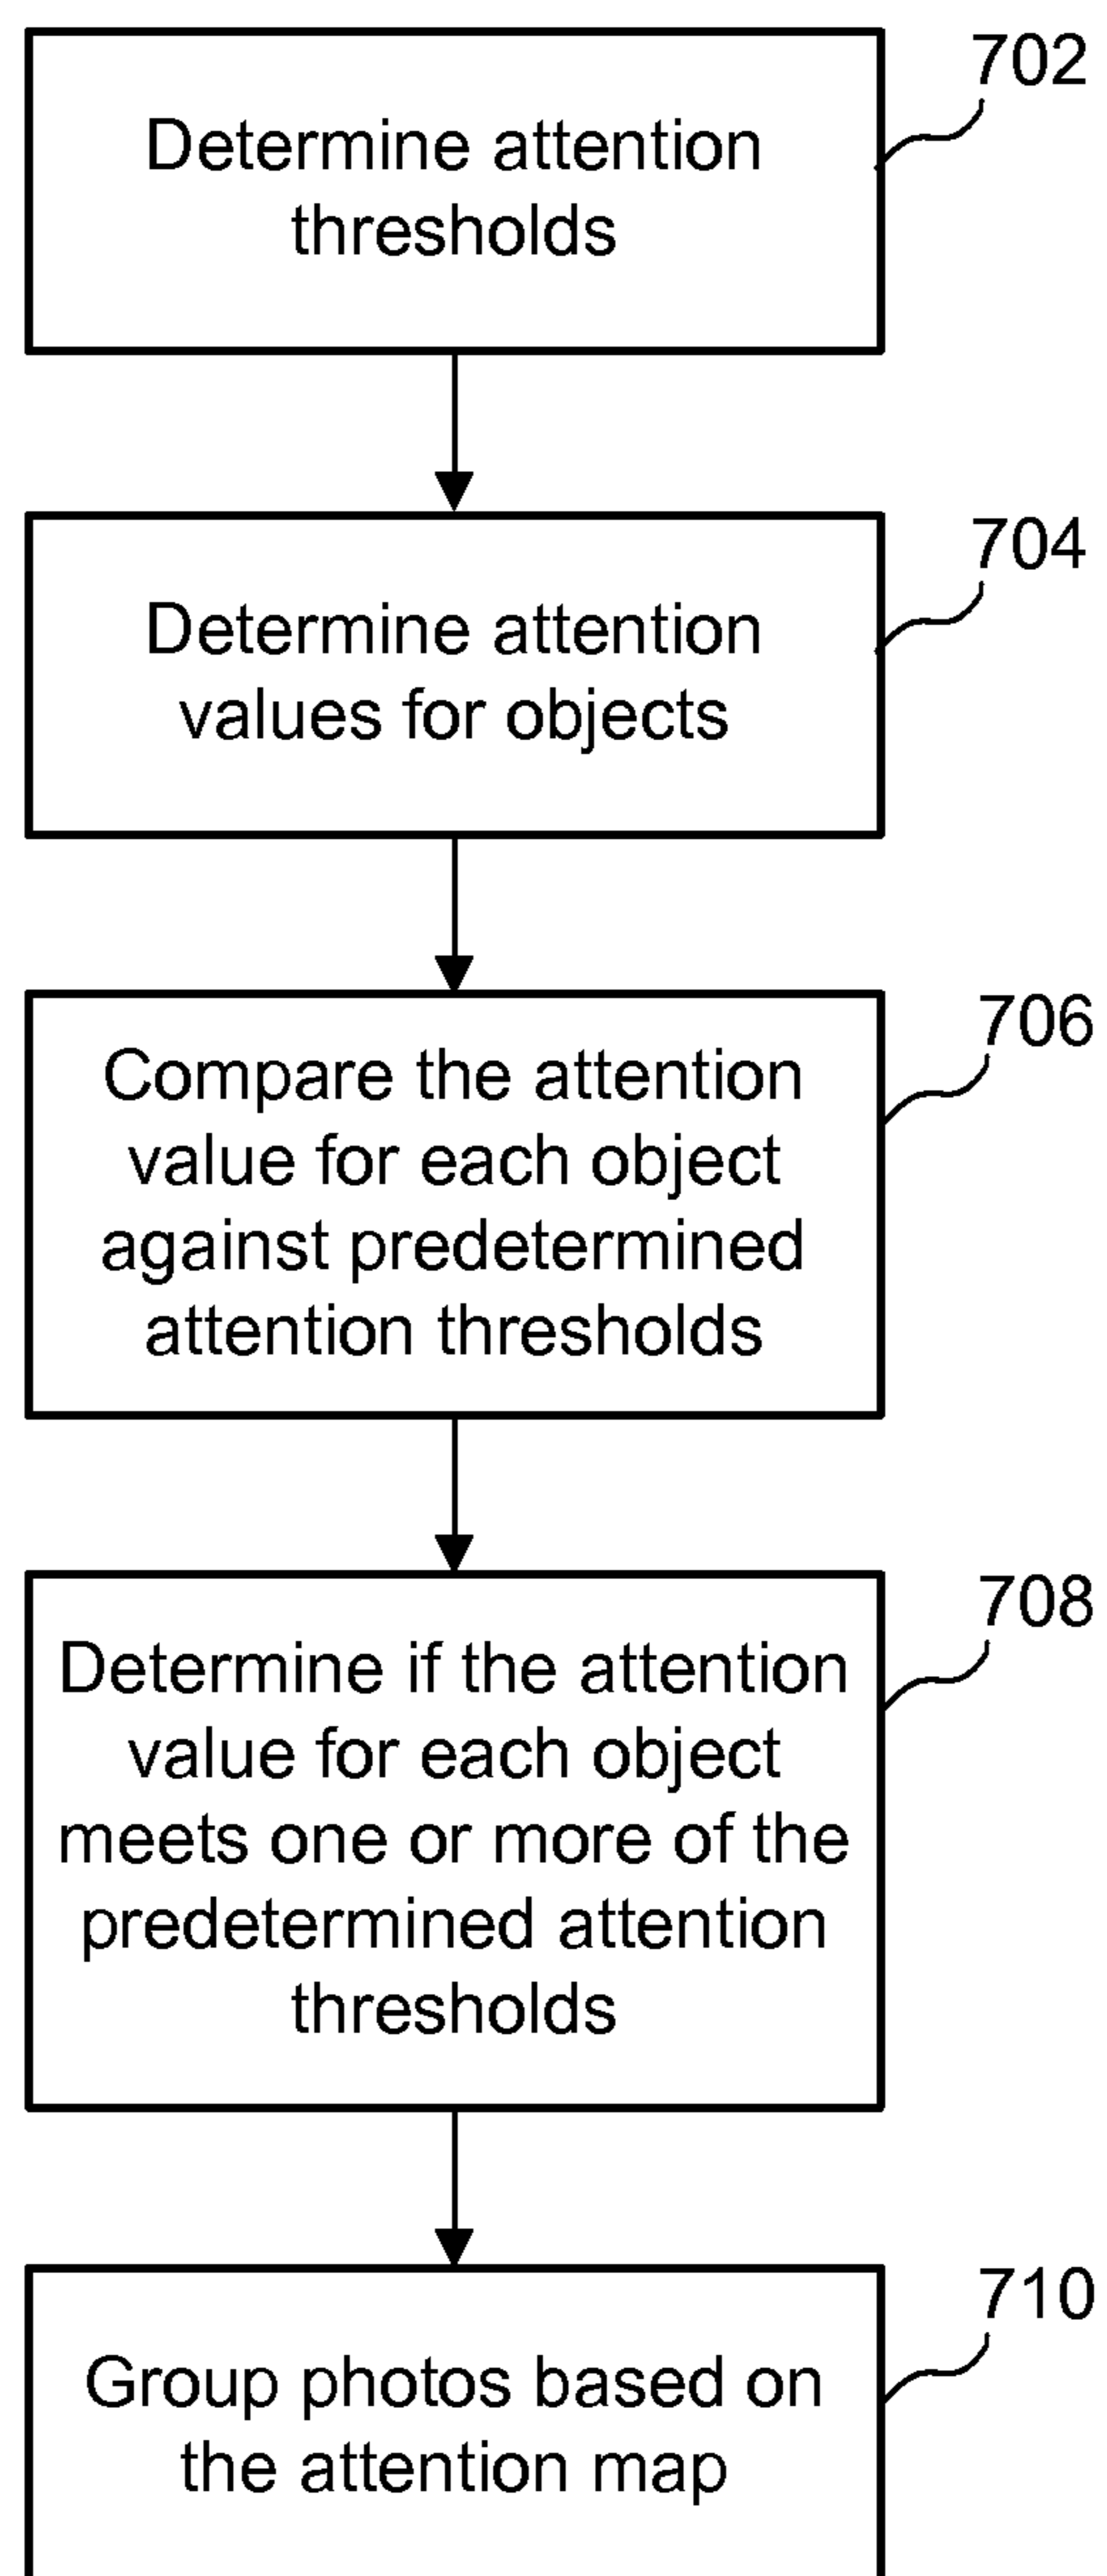 702
Determine attention
thresholds
704
Determine attention
values for objects
706
Compare the attention
value for each object
against predetermined
attention thresholds
708
Determine if the attention
value for each object
meets one or more of the
predetermined attention
thresholds
710
Group photos based on
the attention map